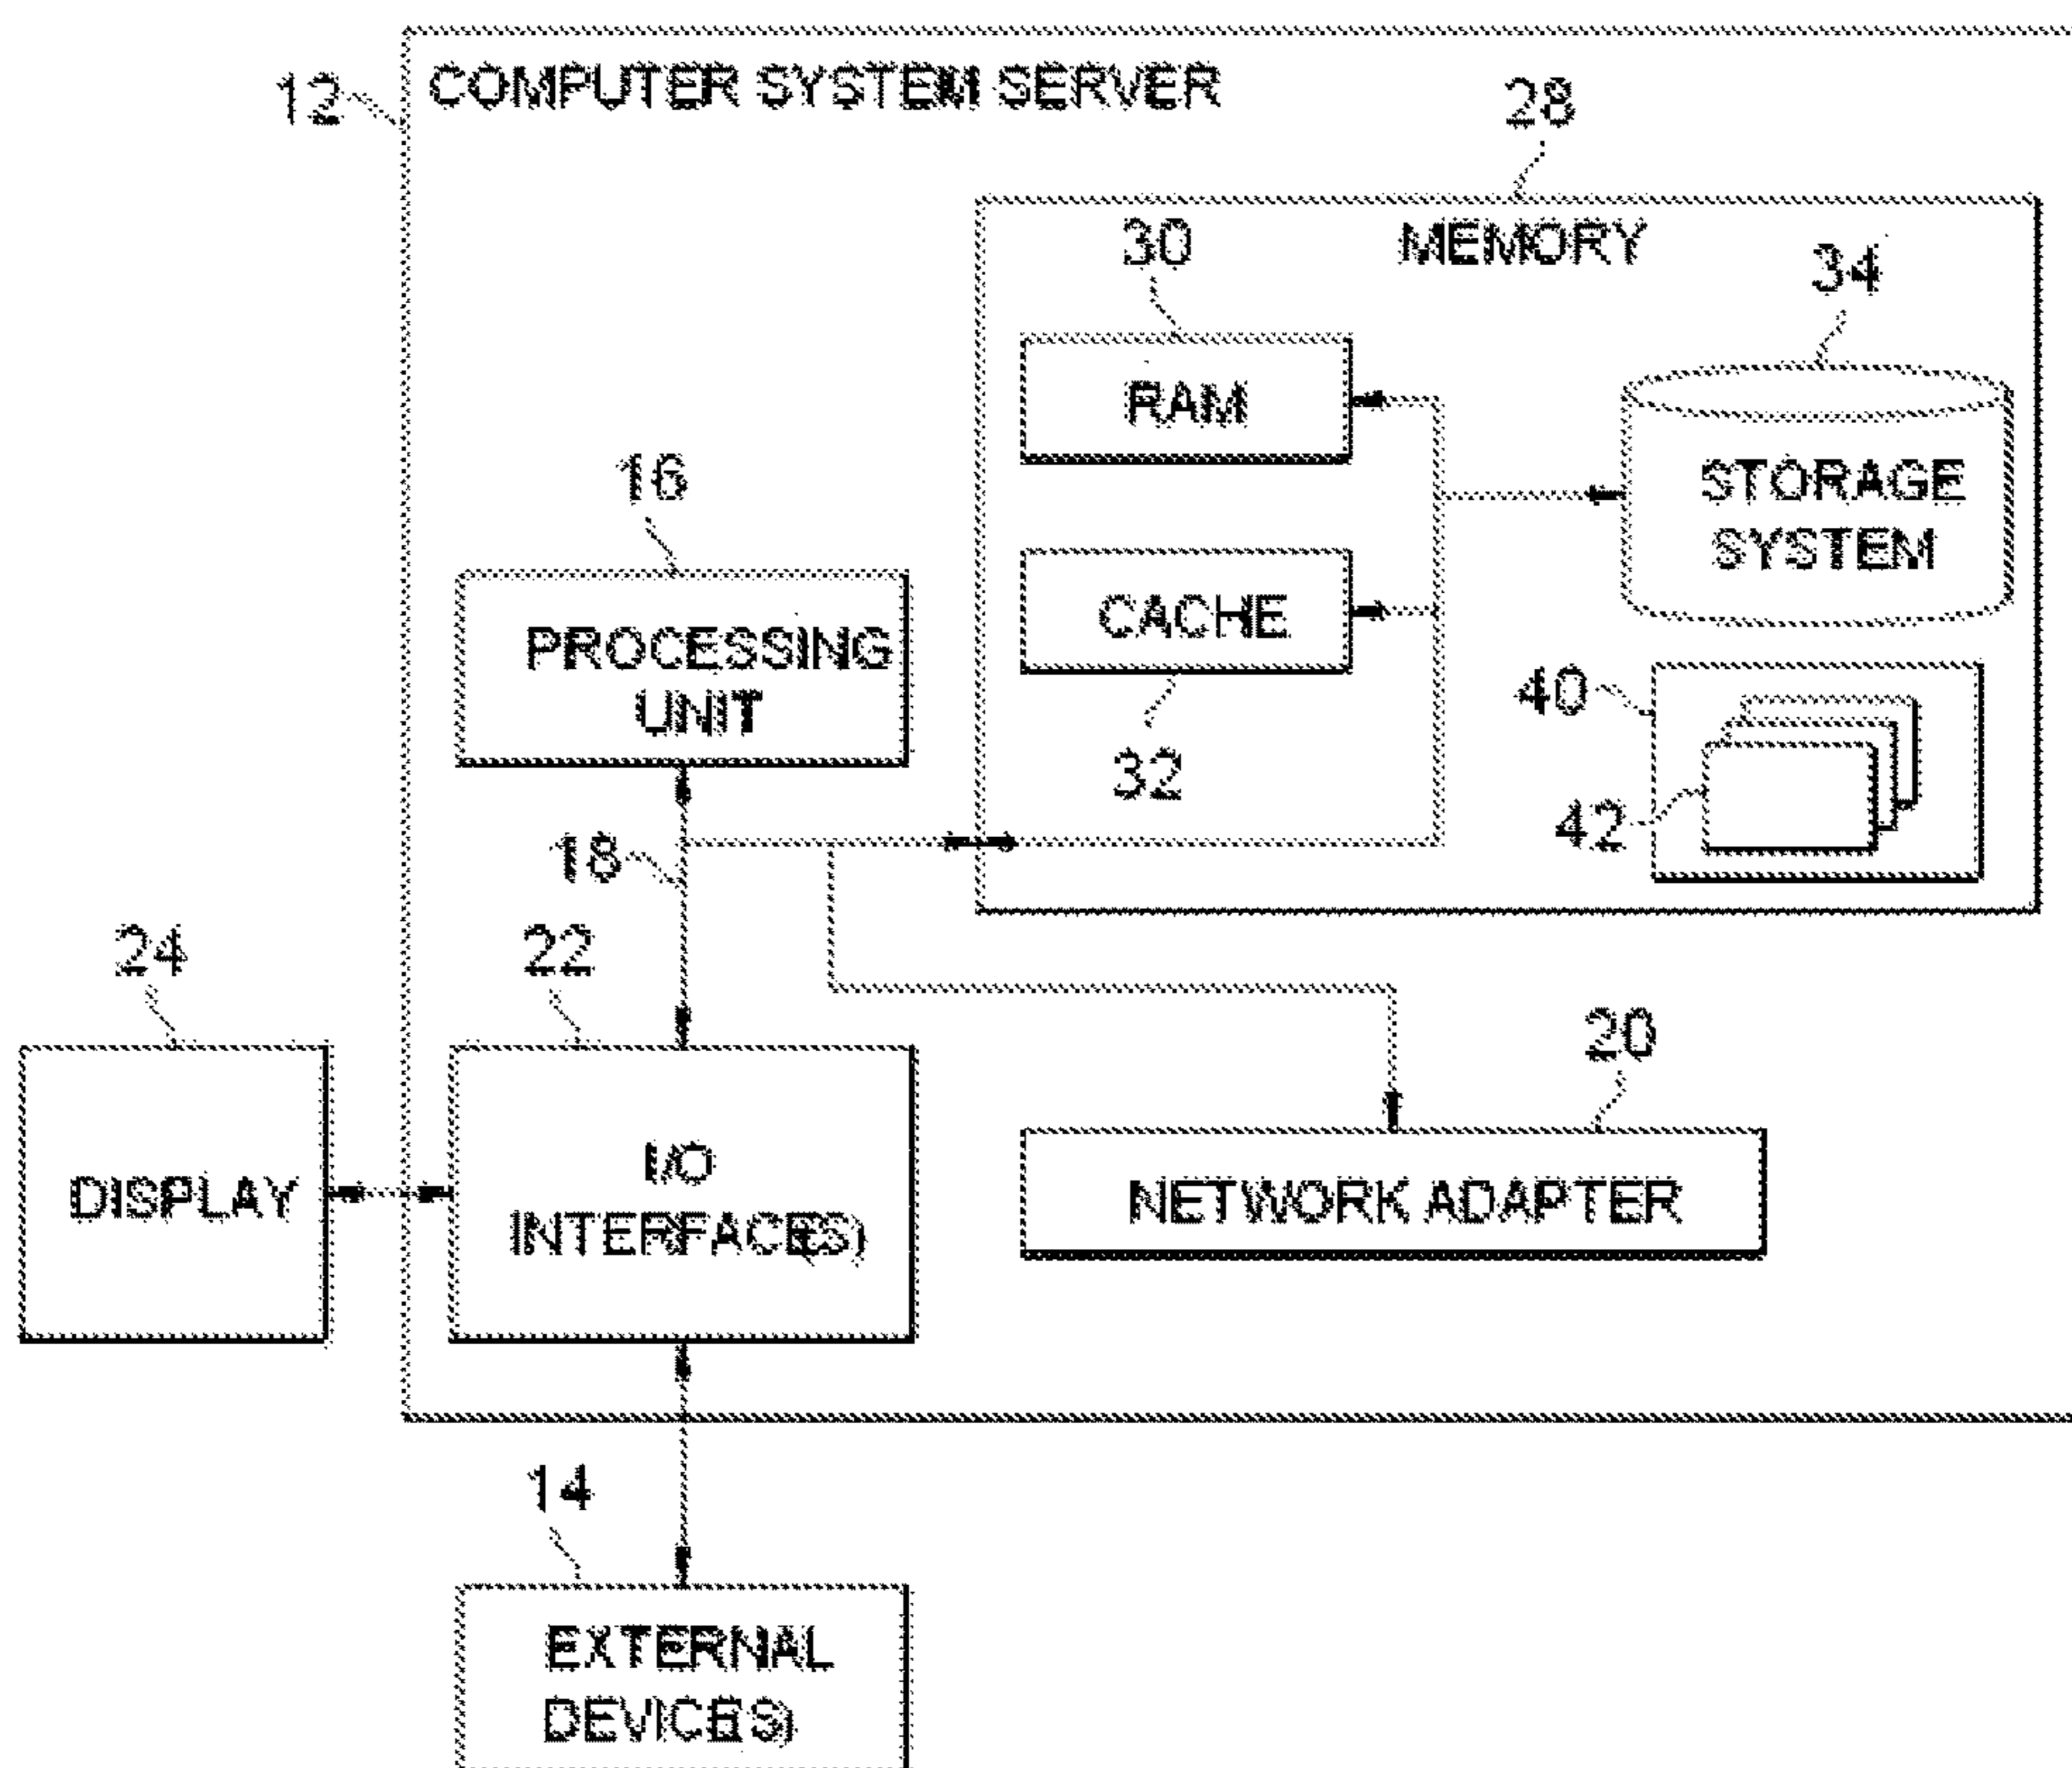 12
COMPUTER SYSTEM SERVER
28
MEMORY
30
34
RAM
STORAGE
SYSTEM
16
PROCESSING
UNIT
CACHE
32
40
42
18
24
22
20
DISPLAY
I/O
INTERFACE(S)
NETWORK ADAPTER
14
EXTERNAL
DEVICE(S)